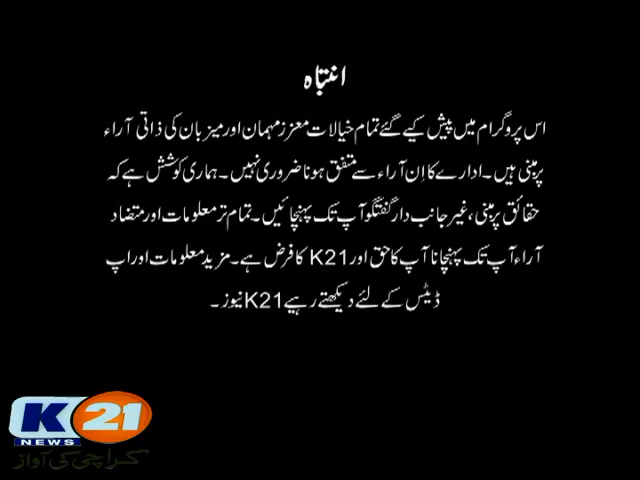 انتباہ
اس پروگرام میں پیش کیے گئے تمام خیالات معزز مہمان اور میزبان کی ذاتی آراء
پر مبنی ہیں۔ ادارے کا اِن آراء سے متفق ہونا ضروری نہیں۔ ہماری کوشش ہے کہ
حقائق پر مبنی، غیر جانب دار گفتگو آپ تک پہنچائیں۔ تمام تر معلومات اور متضاد
آراء آپ تک پہنچانا آپ کا حق اور K21 کا فرض ہے۔ مزید معلومات اور اپ
ڈیٹس کے لئے دیکھتے رہیے K21 نیوز۔
K21
NEWS
کراچی کی آواز